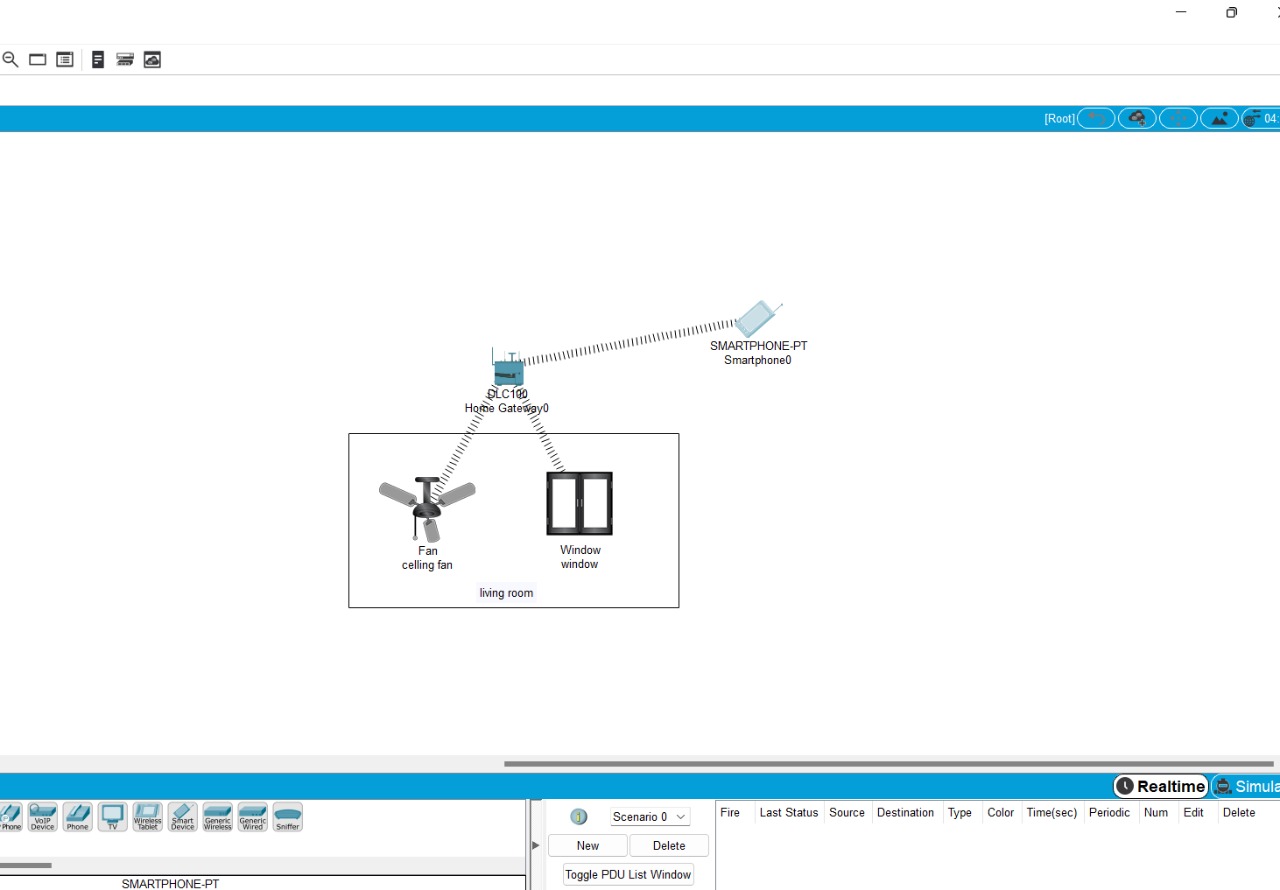 [Root]
04:
SMARTPHONE-PT
Smartphone0
DLC100
Home Gateway0
Fan
celling fan
Window
window
living room
Realtime
Simula
Phone
VoIP
Device
Phone
TV
Wireless
Tablet
Smart
Device
Generic
Wireless
Generic
Wired
Sniffer
1
Scenario 0
New
Delete
Toggle PDU List Window
Fire Last Status Source Destination Type Color Time(sec) Periodic Num Edit Delete
SMARTPHONE-PT